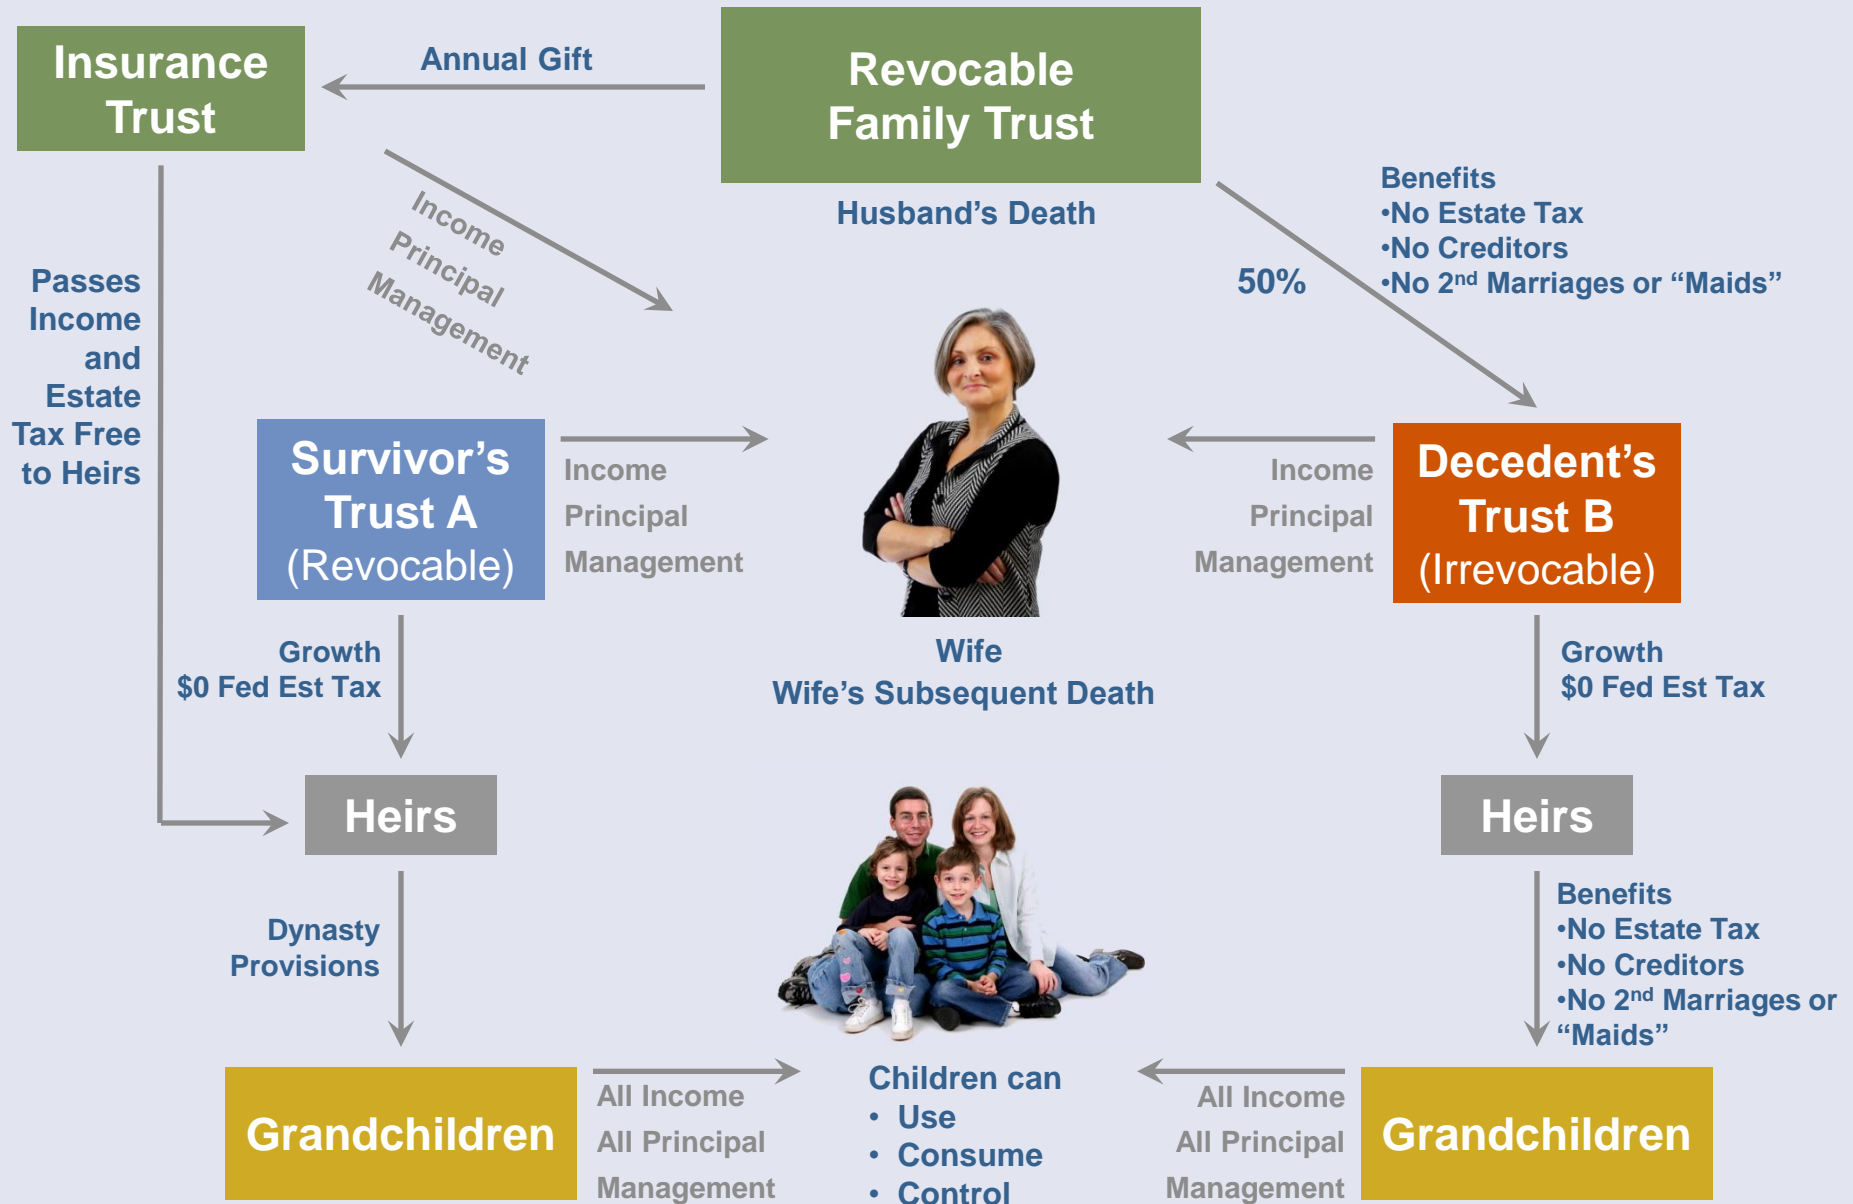 Insurance
Trust
Annual Gift
Revocable
Family Trust
Husband’s Death
Income
Principal
Management
50%
Benefits
•No Estate Tax
•No Creditors
•No 2nd Marriages or “Maids”
Passes
Income
and
Estate
Tax Free
to Heirs
Survivor’s
Trust A
(Revocable)
Income
Principal
Management
Income
Principal
Management
Decedent’s
Trust B
(Irrevocable)
Wife
Wife’s Subsequent Death
Growth
$0 Fed Est Tax
Growth
$0 Fed Est Tax
Heirs
Heirs
Dynasty
Provisions
Benefits
•No Estate Tax
•No Creditors
•No 2nd Marriages or
“Maids”
Grandchildren
All Income
All Principal
Management
Children can
• Use
• Consume
• Control
All Income
All Principal
Management
Grandchildren